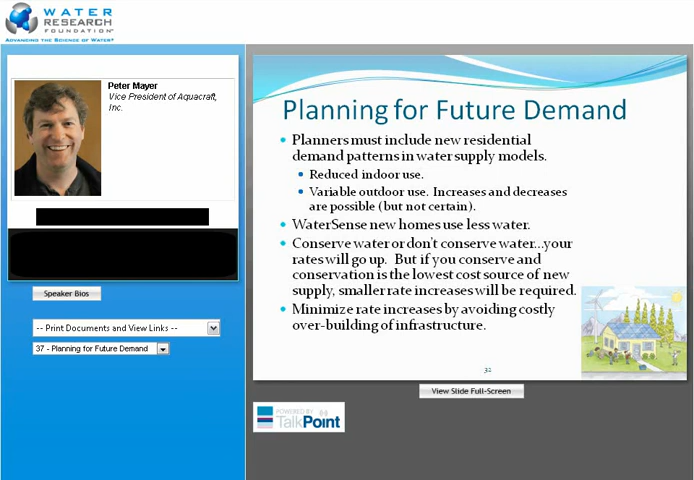 WATER
RESEARCH
FOUNDATION
ADVANCING THE SCIENCE OF WATER®
Peter Mayer
Vice President of Aquacraft,
Inc.
Speaker Bios
-- Print Documents and View Links --
37 - Planning for Future Demand
Planning for Future Demand
Planners must include new residential
demand patterns in water supply models.
Reduced indoor use.
Variable outdoor use. Increases and decreases
are possible (but not certain).
WaterSense new homes use less water.
Conserve water or don't conserve water...your
rates will go up. But if you conserve and
conservation is the lowest cost source of new
supply, smaller rate increases will be required.
Minimize rate increases by avoiding costly
over-building of infrastructure.
32
View Slide Full-Screen
POWERED BY
TalkPoint